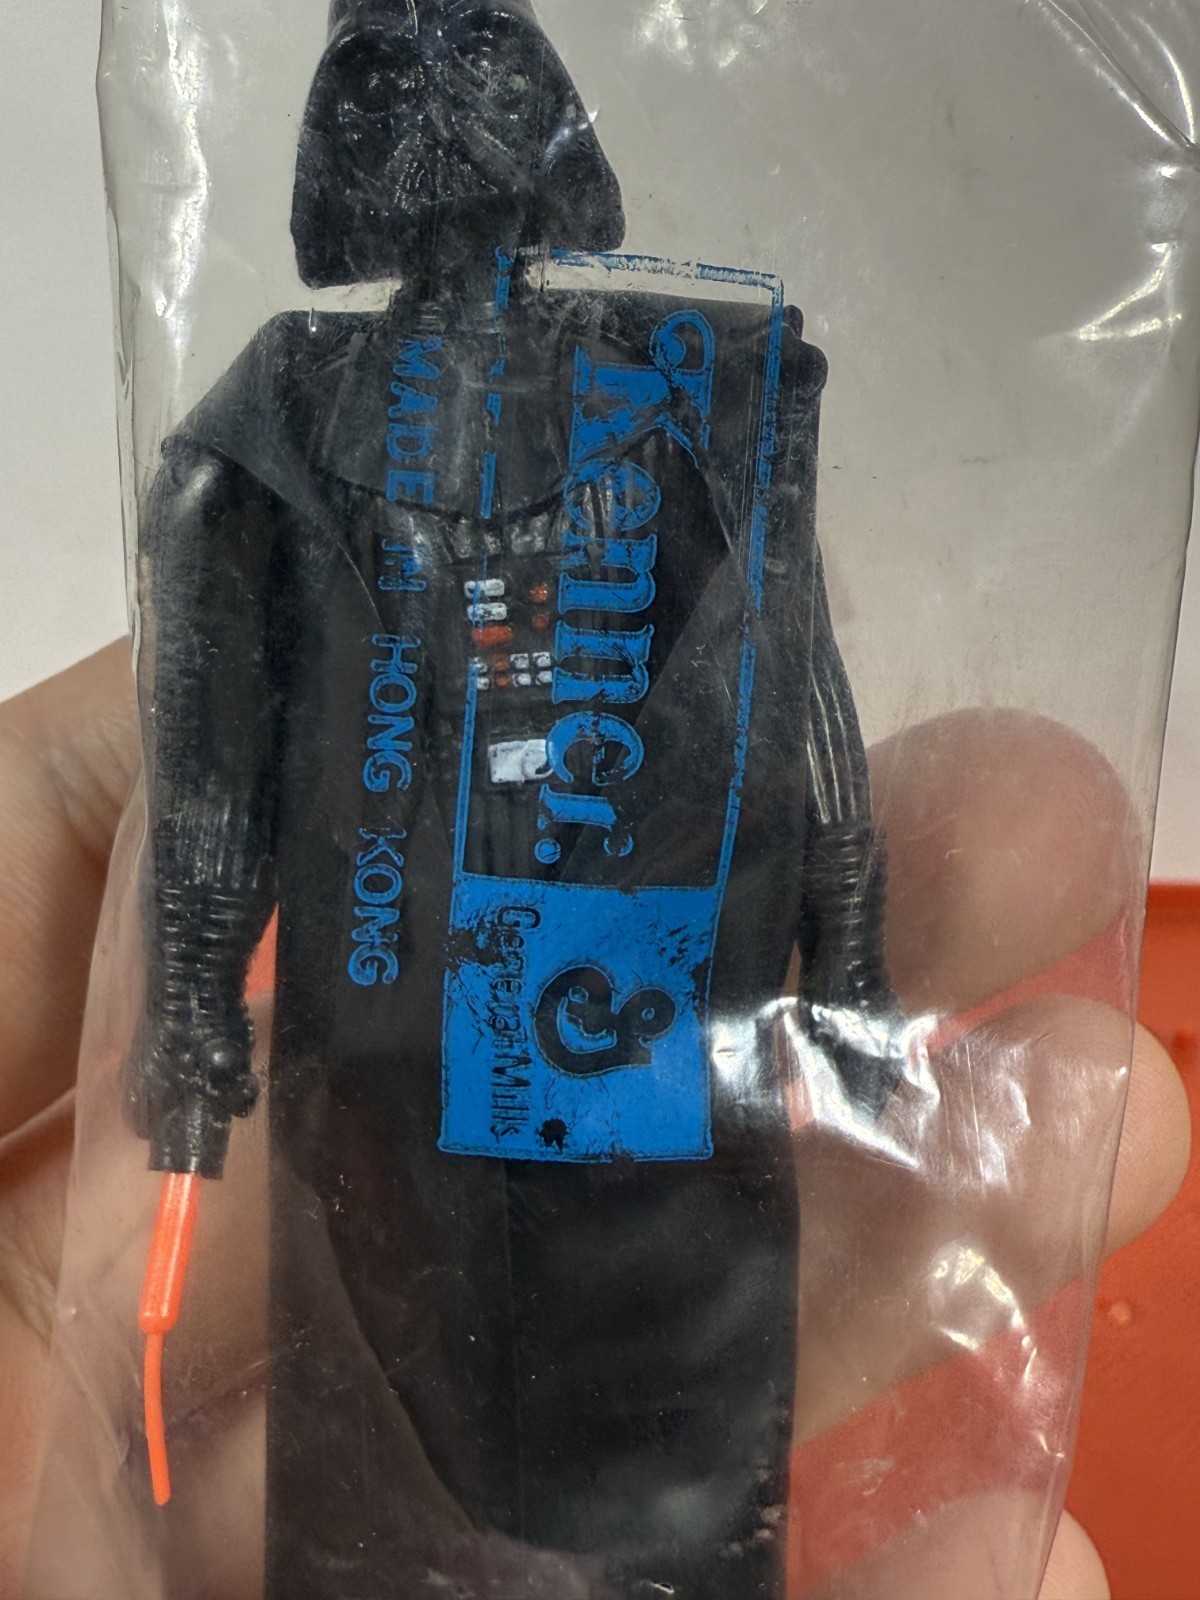 Kenner.
General Mills
MADE IN HONG KONG